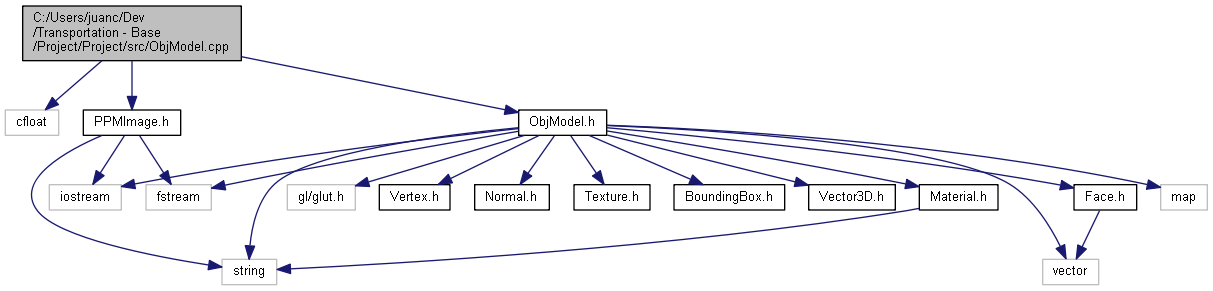 C:/Users/juanc/Dev
/Transportation - Base
/Project/Project/src/ObjModel.cpp
cfloat
PPMImage.h
ObjModel.h
iostream
fstream
gl/glut.h
Vertex.h
Normal.h
Texture.h
BoundingBox.h
Vector3D.h
Material.h
Face.h
map
string
vector